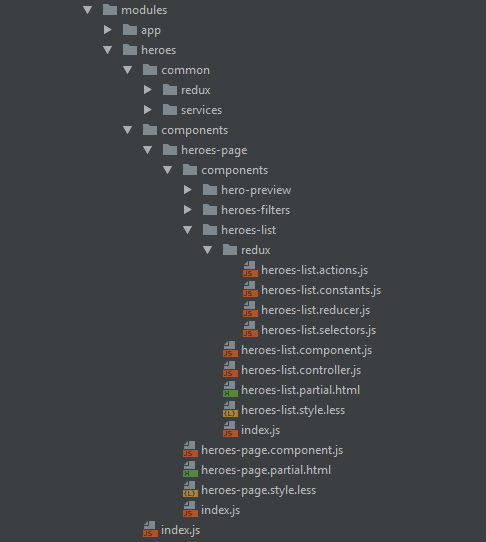 modules
app
heroes
common
redux
services
components
heroes-page
components
hero-preview
heroes-filters
heroes-list
redux
heroes-list.actions.js
heroes-list.constants.js
heroes-list.reducer.js
heroes-list.selectors.js
heroes-list.component.js
heroes-list.controller.js
heroes-list.partial.html
heroes-list.style.less
index.js
heroes-page.component.js
heroes-page.partial.html
heroes-page.style.less
index.js
index.js